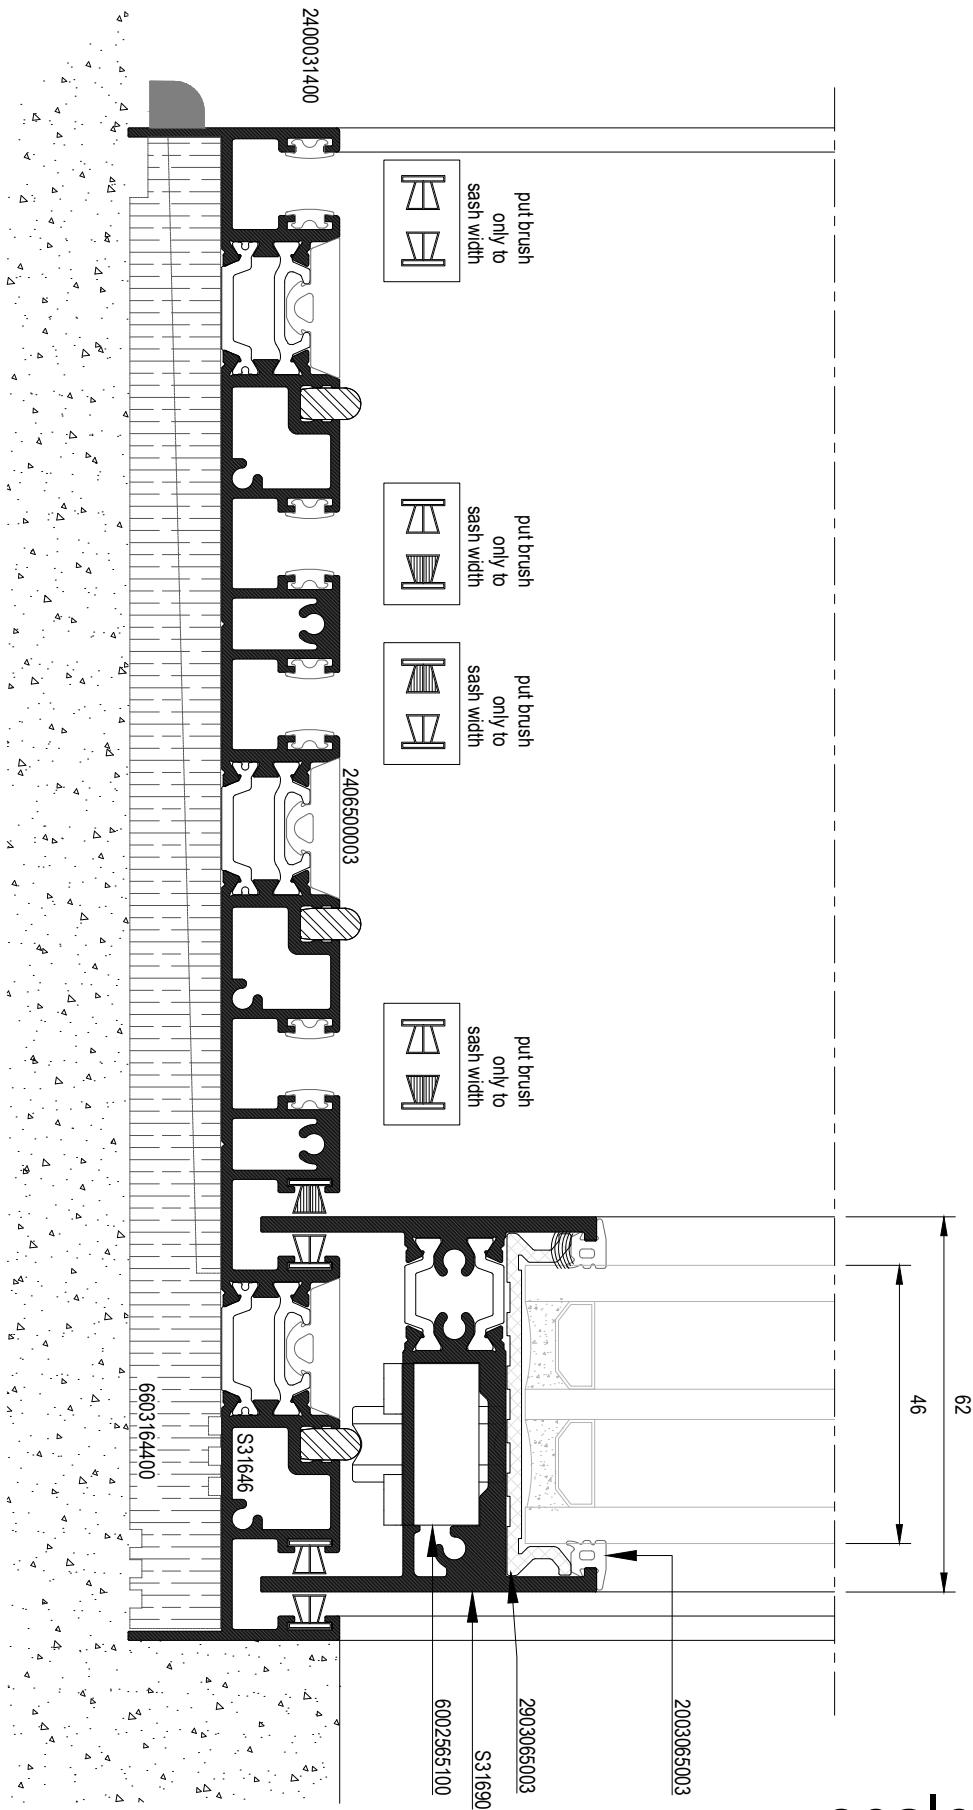 2400031400
put brush
only to
sash width
put brush
only to
sash width
put brush
only to
sash width
2406500003
put brush
only to
sash width
62
46
6603164400
S31646
2003065003
2903065003
S31690
6002565100